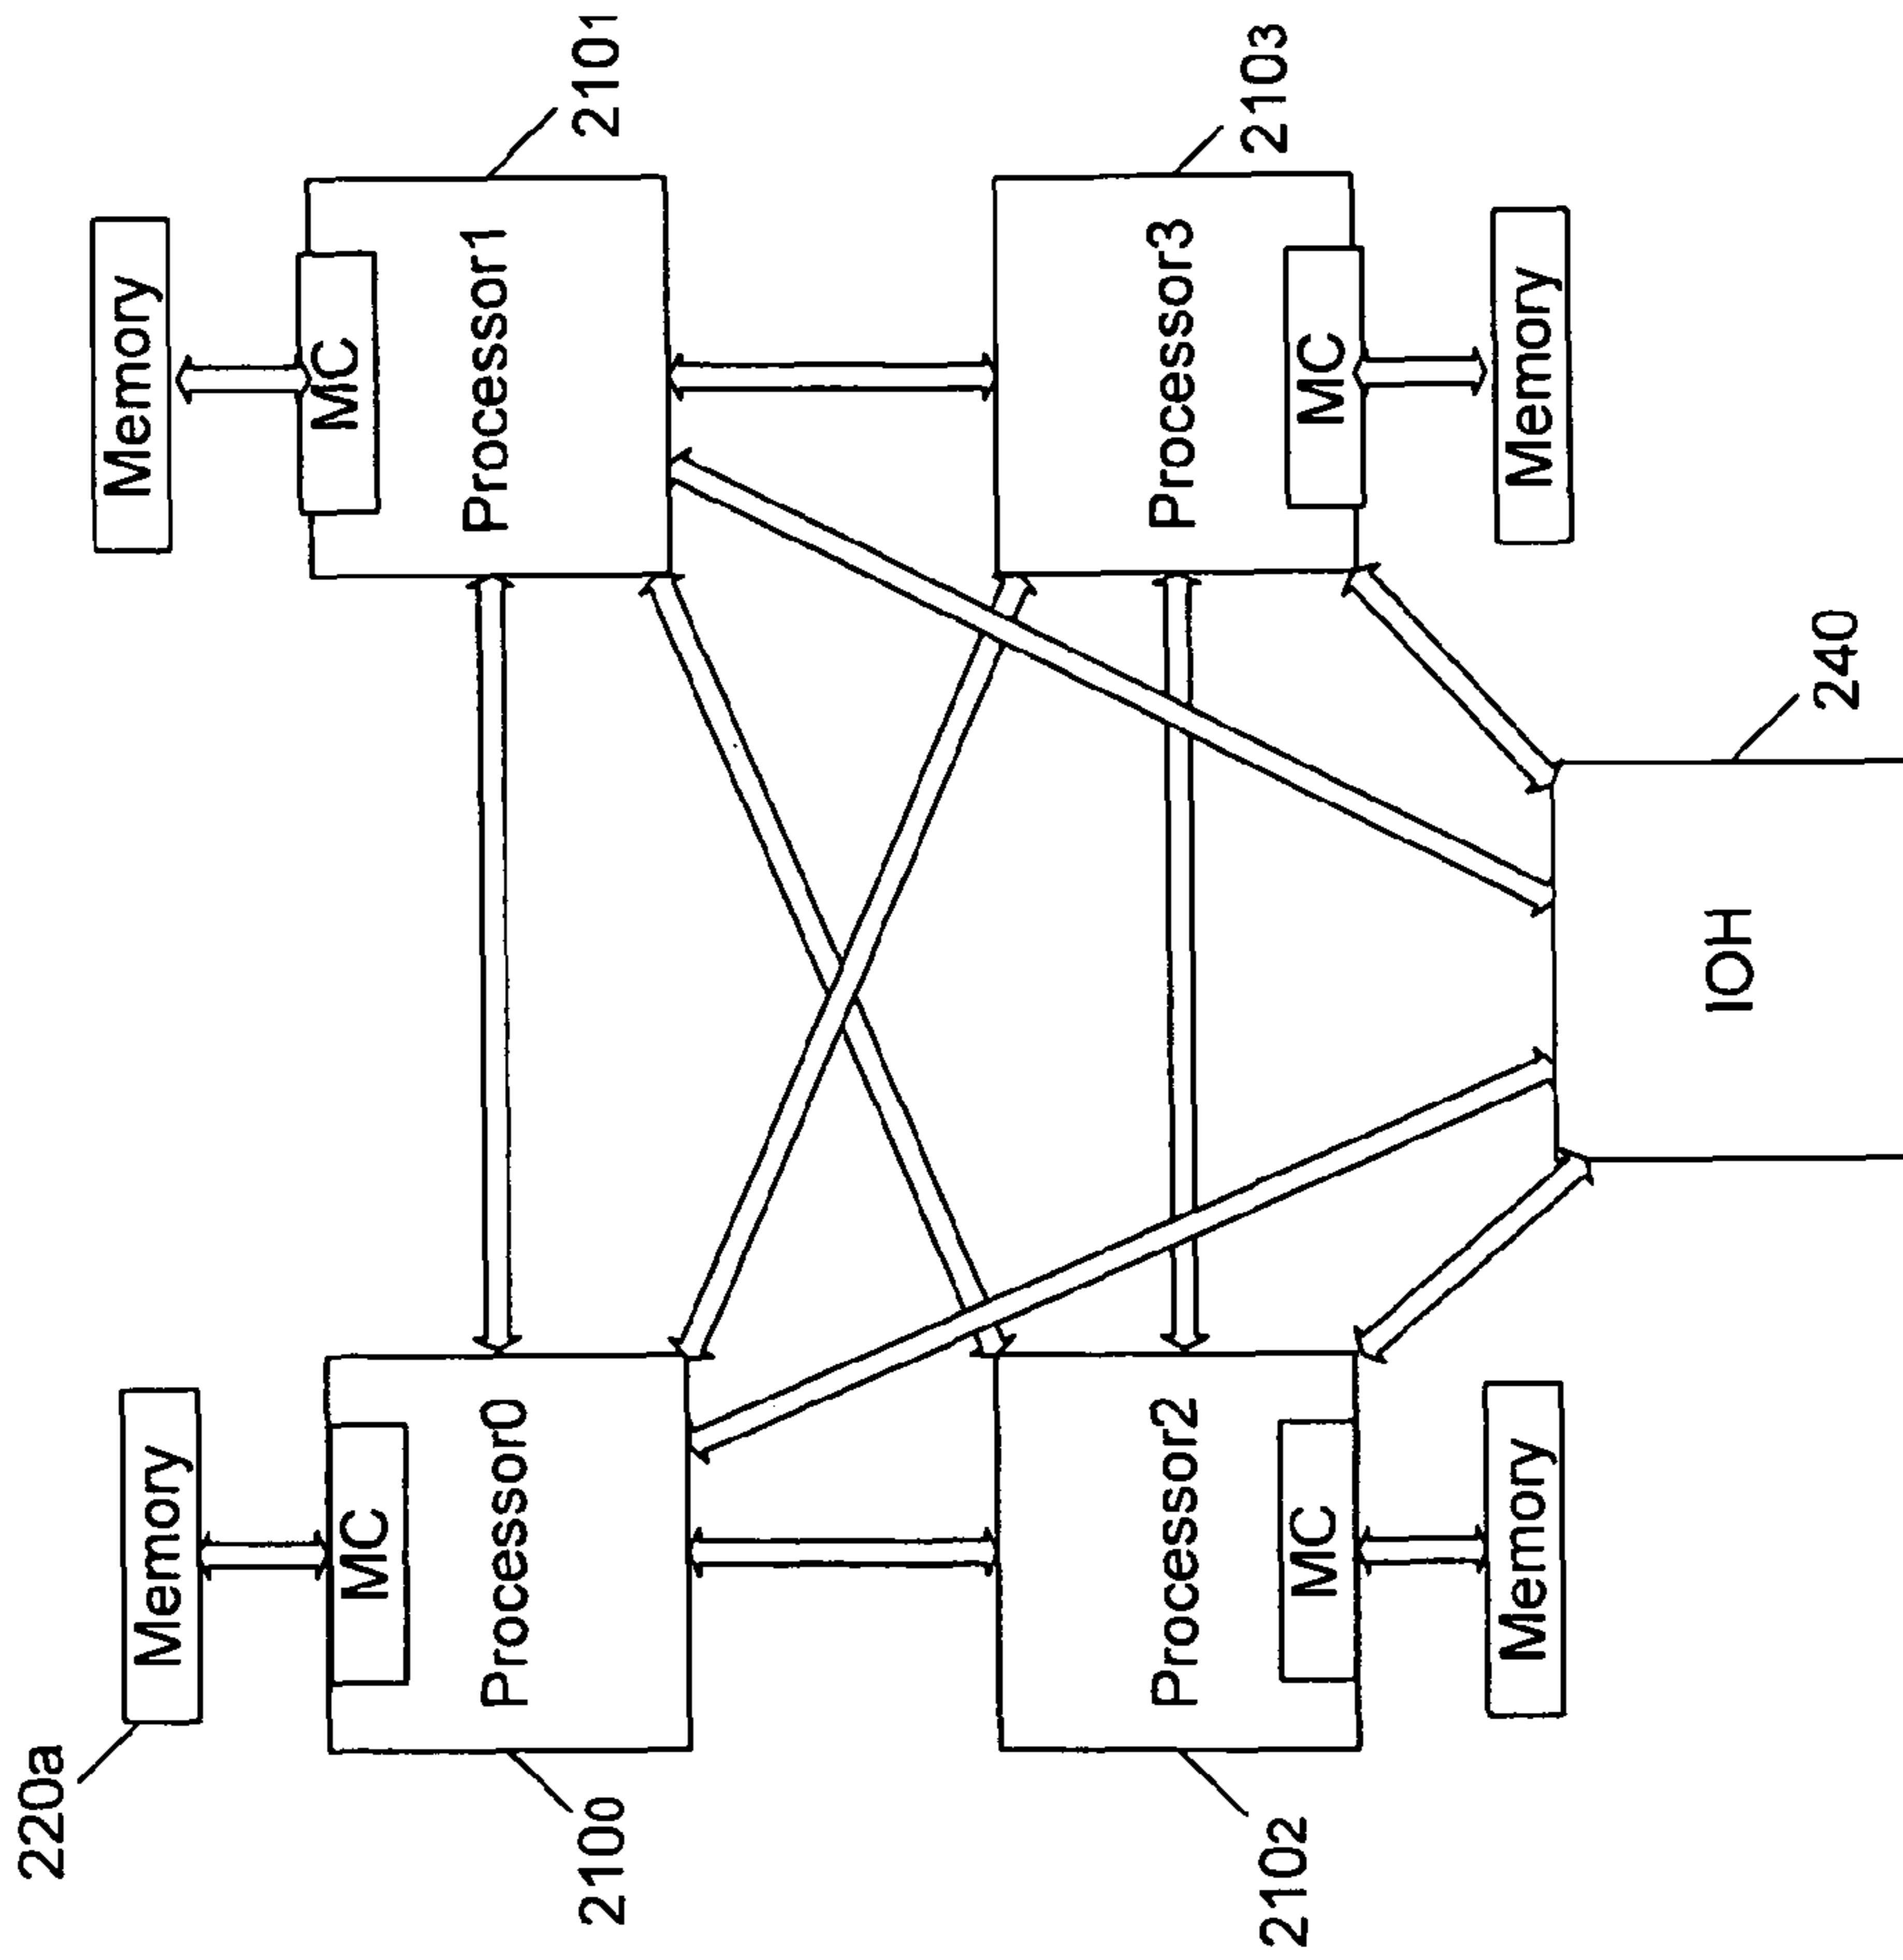 220a
Memory
Memory
MC
MC
Processor0
Processor1
210₀
210₁
Processor2
Processor3
210₂
210₃
MC
MC
Memory
Memory
IOH
240